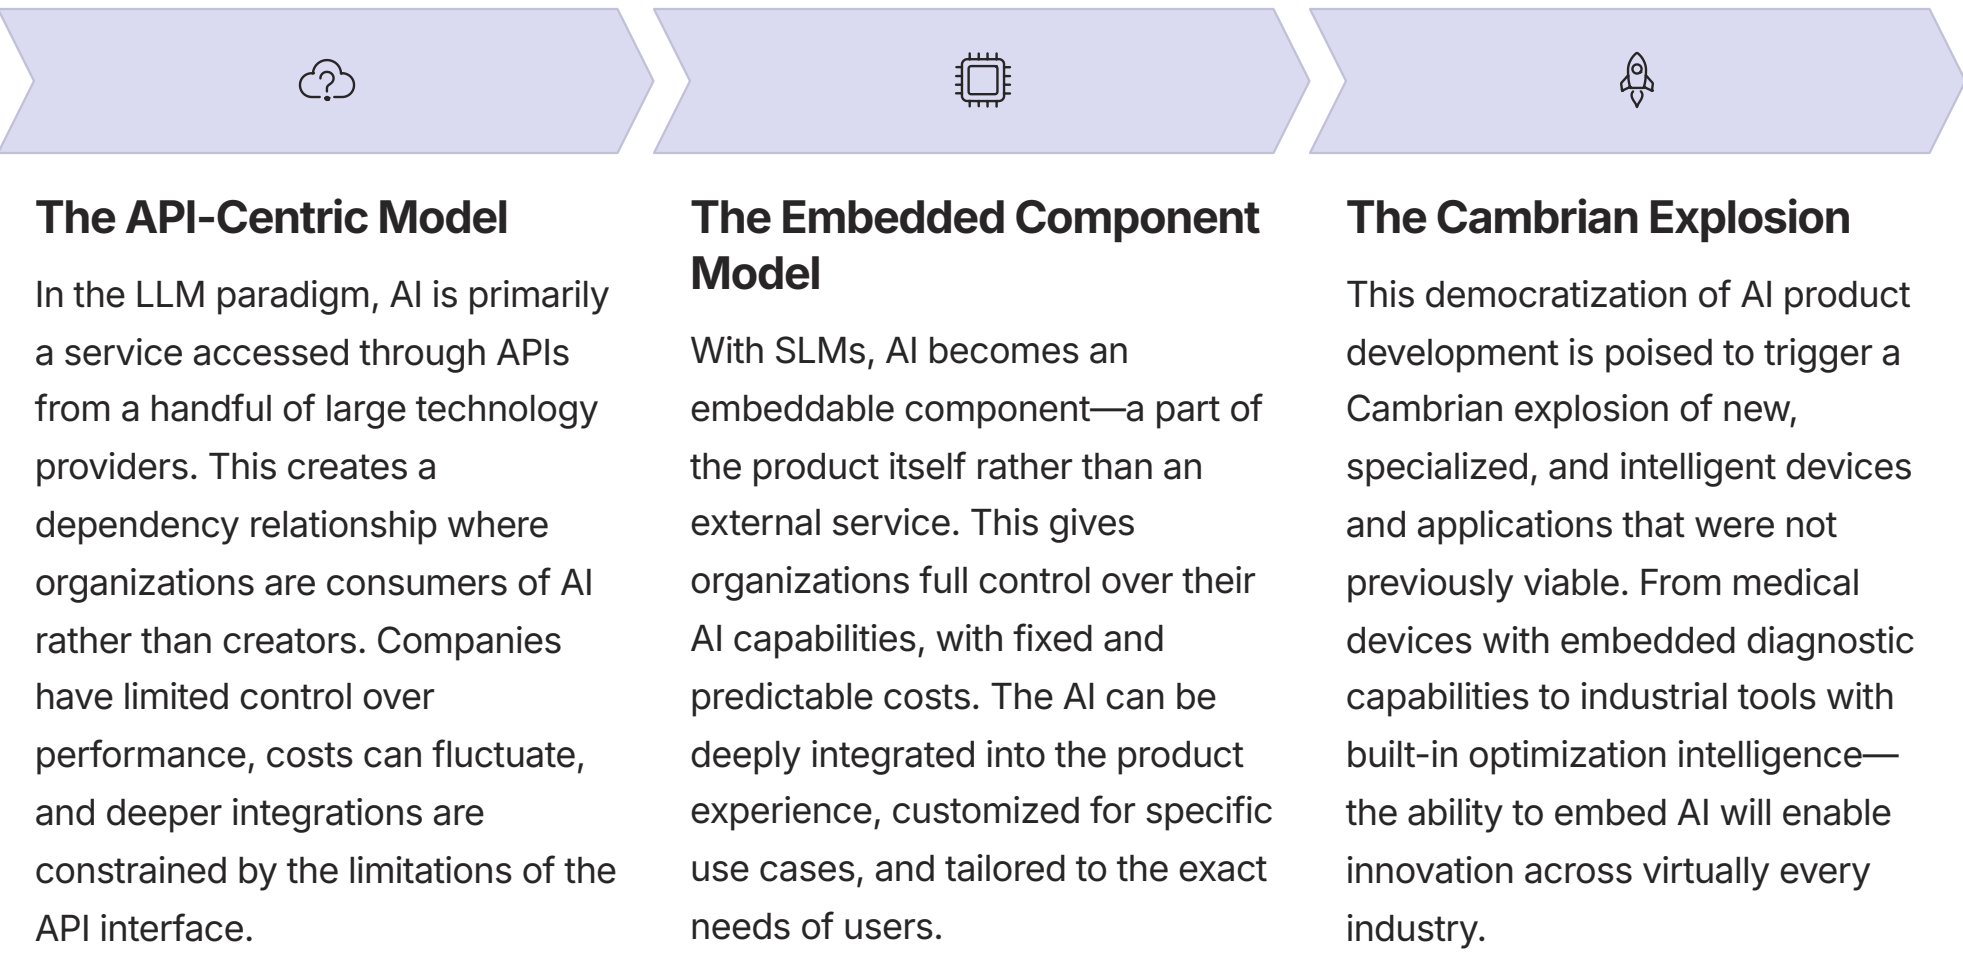 The API-Centric Model
In the LLM paradigm, AI is primarily
a service accessed through APIs
from a handful of large technology
providers. This creates a
dependency relationship where
organizations are consumers of AI
rather than creators. Companies
have limited control over
performance, costs can fluctuate,
and deeper integrations are
constrained by the limitations of the
API interface.
The Embedded Component
Model
With SLMs, AI becomes an
embeddable component—a part of
the product itself rather than an
external service. This gives
organizations full control over their
AI capabilities, with fixed and
predictable costs. The AI can be
deeply integrated into the product
experience, customized for specific
use cases, and tailored to the exact
needs of users.
The Cambrian Explosion
This democratization of AI product
development is poised to trigger a
Cambrian explosion of new,
specialized, and intelligent devices
and applications that were not
previously viable. From medical
devices with embedded diagnostic
capabilities to industrial tools with
built-in optimization intelligence—
the ability to embed AI will enable
innovation across virtually every
industry.